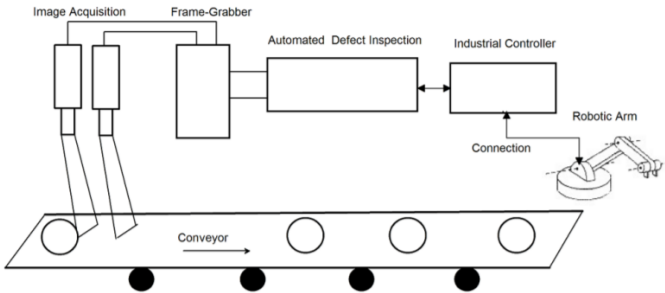 Image Acquisition
Frame-Grabber
Automated Defect Inspection
Industrial Controller
Robotic Arm
Connection
Conveyor